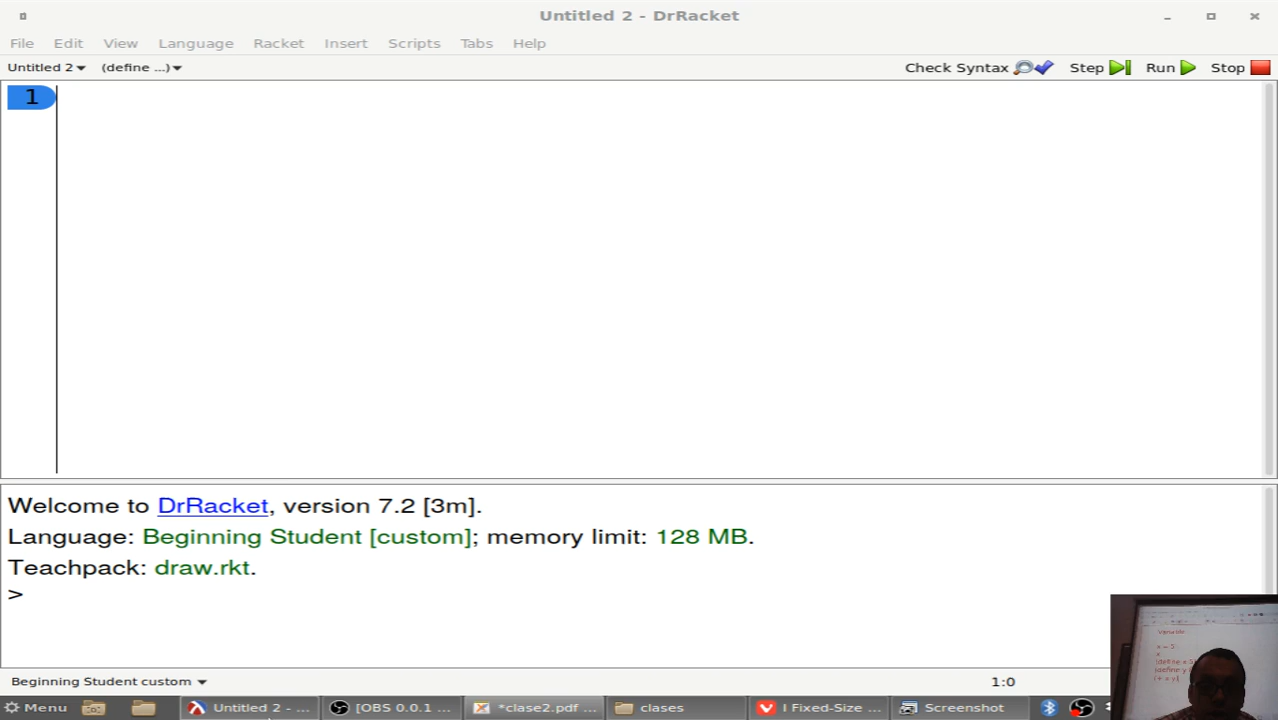 Untitled 2 - DrRacket
File Edit View Language Racket Insert Scripts Tabs Help
Untitled 2 (define ...) Check Syntax Step Run Stop
1
Welcome to DrRacket, version 7.2 [3m].
Language: Beginning Student [custom]; memory limit: 128 MB.
Teachpack: draw.rkt.
>
Beginning Student custom 1:0
Menu Untitled 2 - ... [OBS 0.0.1 ... *clase2.pdf ... clases I Fixed-Size ... Screenshot